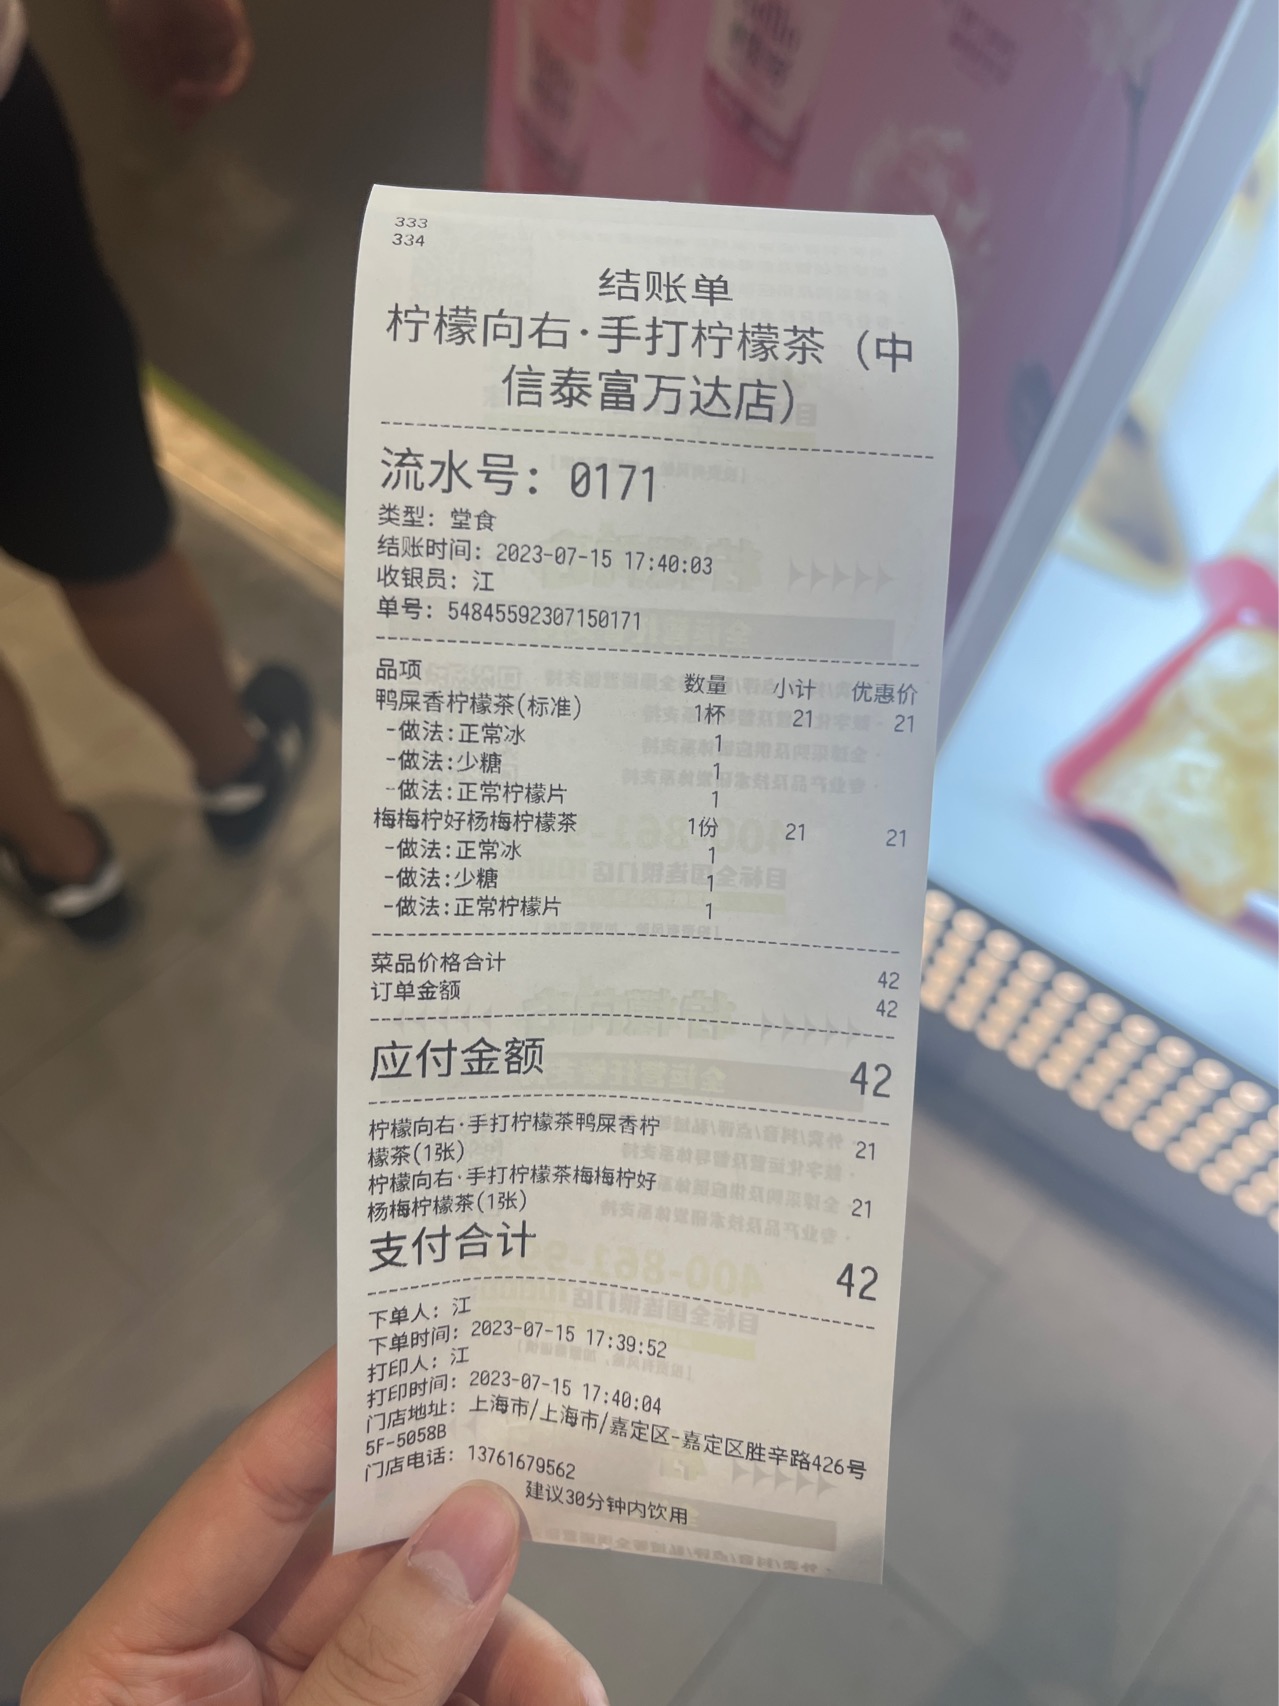 333
334
结账单
柠檬向右·手打柠檬茶（中
信泰富万达店）
流水号：0171
类型：堂食
结账时间：2023-07-15 17:40:03
收银员：江
单号：54845592307150171
品项 数量 小计 优惠价
鸭屎香柠檬茶(标准) 1杯 21 21
-做法:正常冰 1
-做法:少糖 1
-做法:正常柠檬片 1
梅梅柠好杨梅柠檬茶 1份 21 21
-做法:正常冰 1
-做法:少糖 1
-做法:正常柠檬片 1
菜品价格合计 42
订单金额 42
应付金额 42
柠檬向右·手打柠檬茶鸭屎香柠
檬茶(1张) 21
柠檬向右·手打柠檬茶梅梅柠好
杨梅柠檬茶(1张) 21
支付合计 42
下单人：江
下单时间：2023-07-15 17:39:52
打印人：江
打印时间：2023-07-15 17:40:04
门店地址：上海市/上海市/嘉定区-嘉定区胜辛路426号
5F-5058B
门店电话：13761679562
建议30分钟内饮用